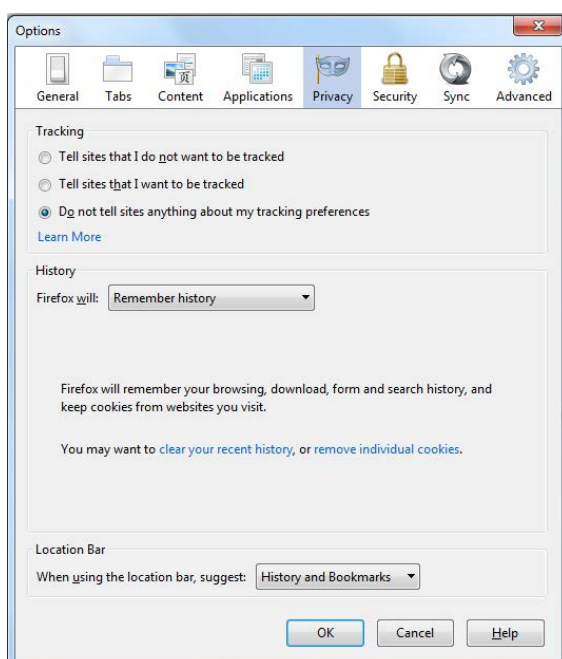 Options
General Tabs Content Applications Privacy Security Sync Advanced
页
Tracking
Tell sites that I do not want to be tracked
Tell sites that I want to be tracked
Do not tell sites anything about my tracking preferences
Learn More
History
Firefox will: Remember history
Firefox will remember your browsing, download, form and search history, and
keep cookies from websites you visit.
You may want to clear your recent history, or remove individual cookies.
Location Bar
When using the location bar, suggest: History and Bookmarks
OK Cancel Help